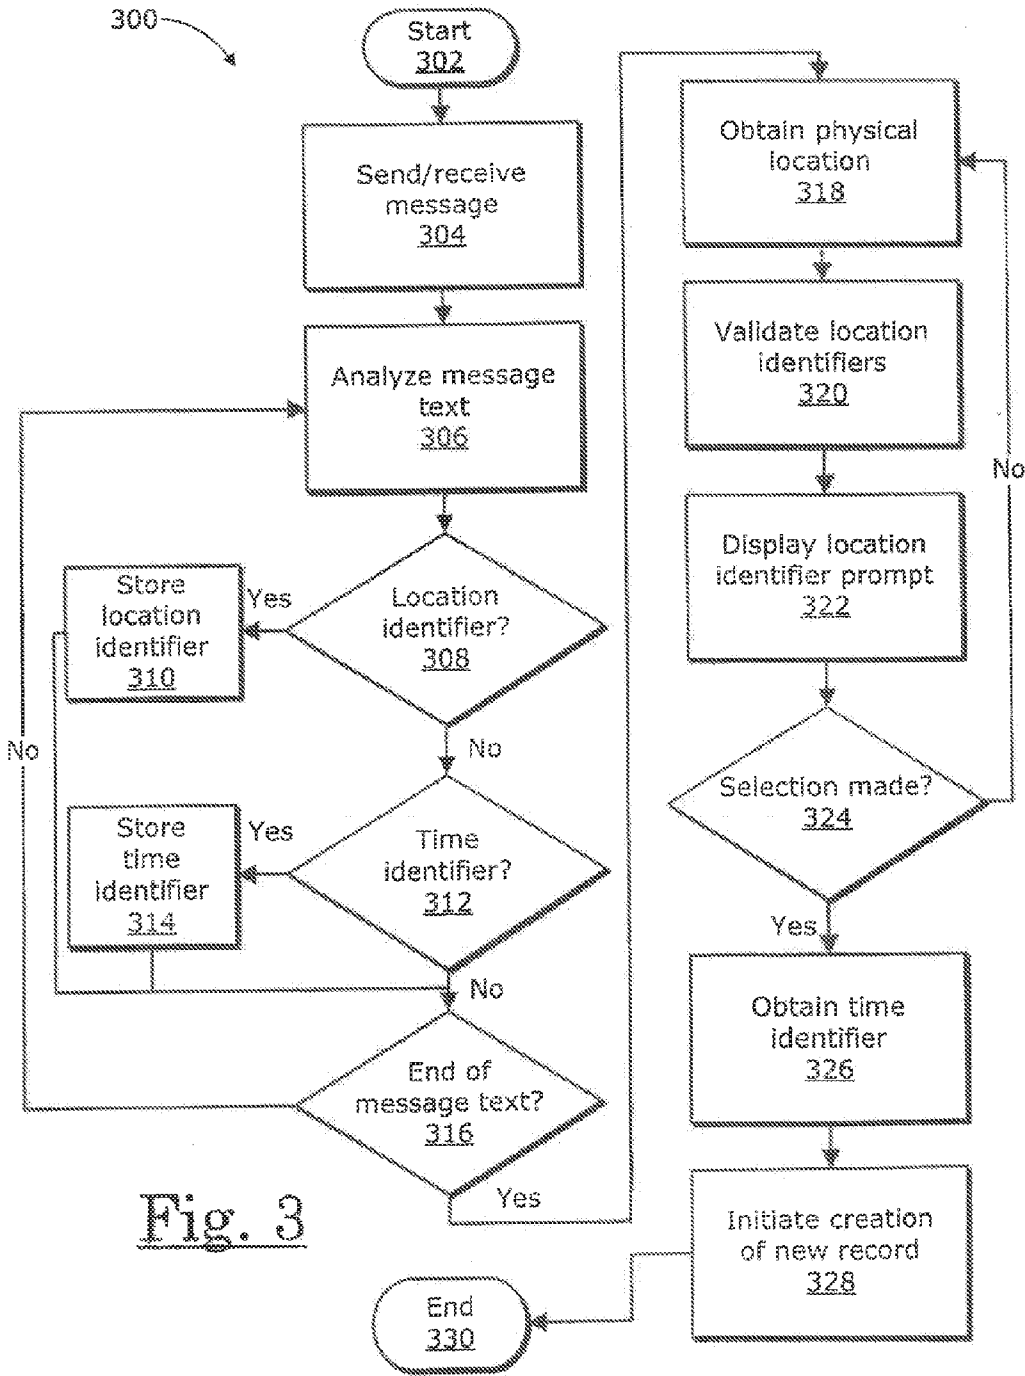 300
Start
302
Send/receive
message
304
Analyze message
text
306
Location
identifier?
308
Yes
Store
location
identifier
310
No
Time
identifier?
312
Yes
Store
time
identifier
314
No
No
End of
message text?
316
Yes
Obtain physical
location
318
Validate location
identifiers
320
Display location
identifier prompt
322
Selection made?
324
No
Yes
Obtain time
identifier
326
Initiate creation
of new record
328
End
330
Fig. 3